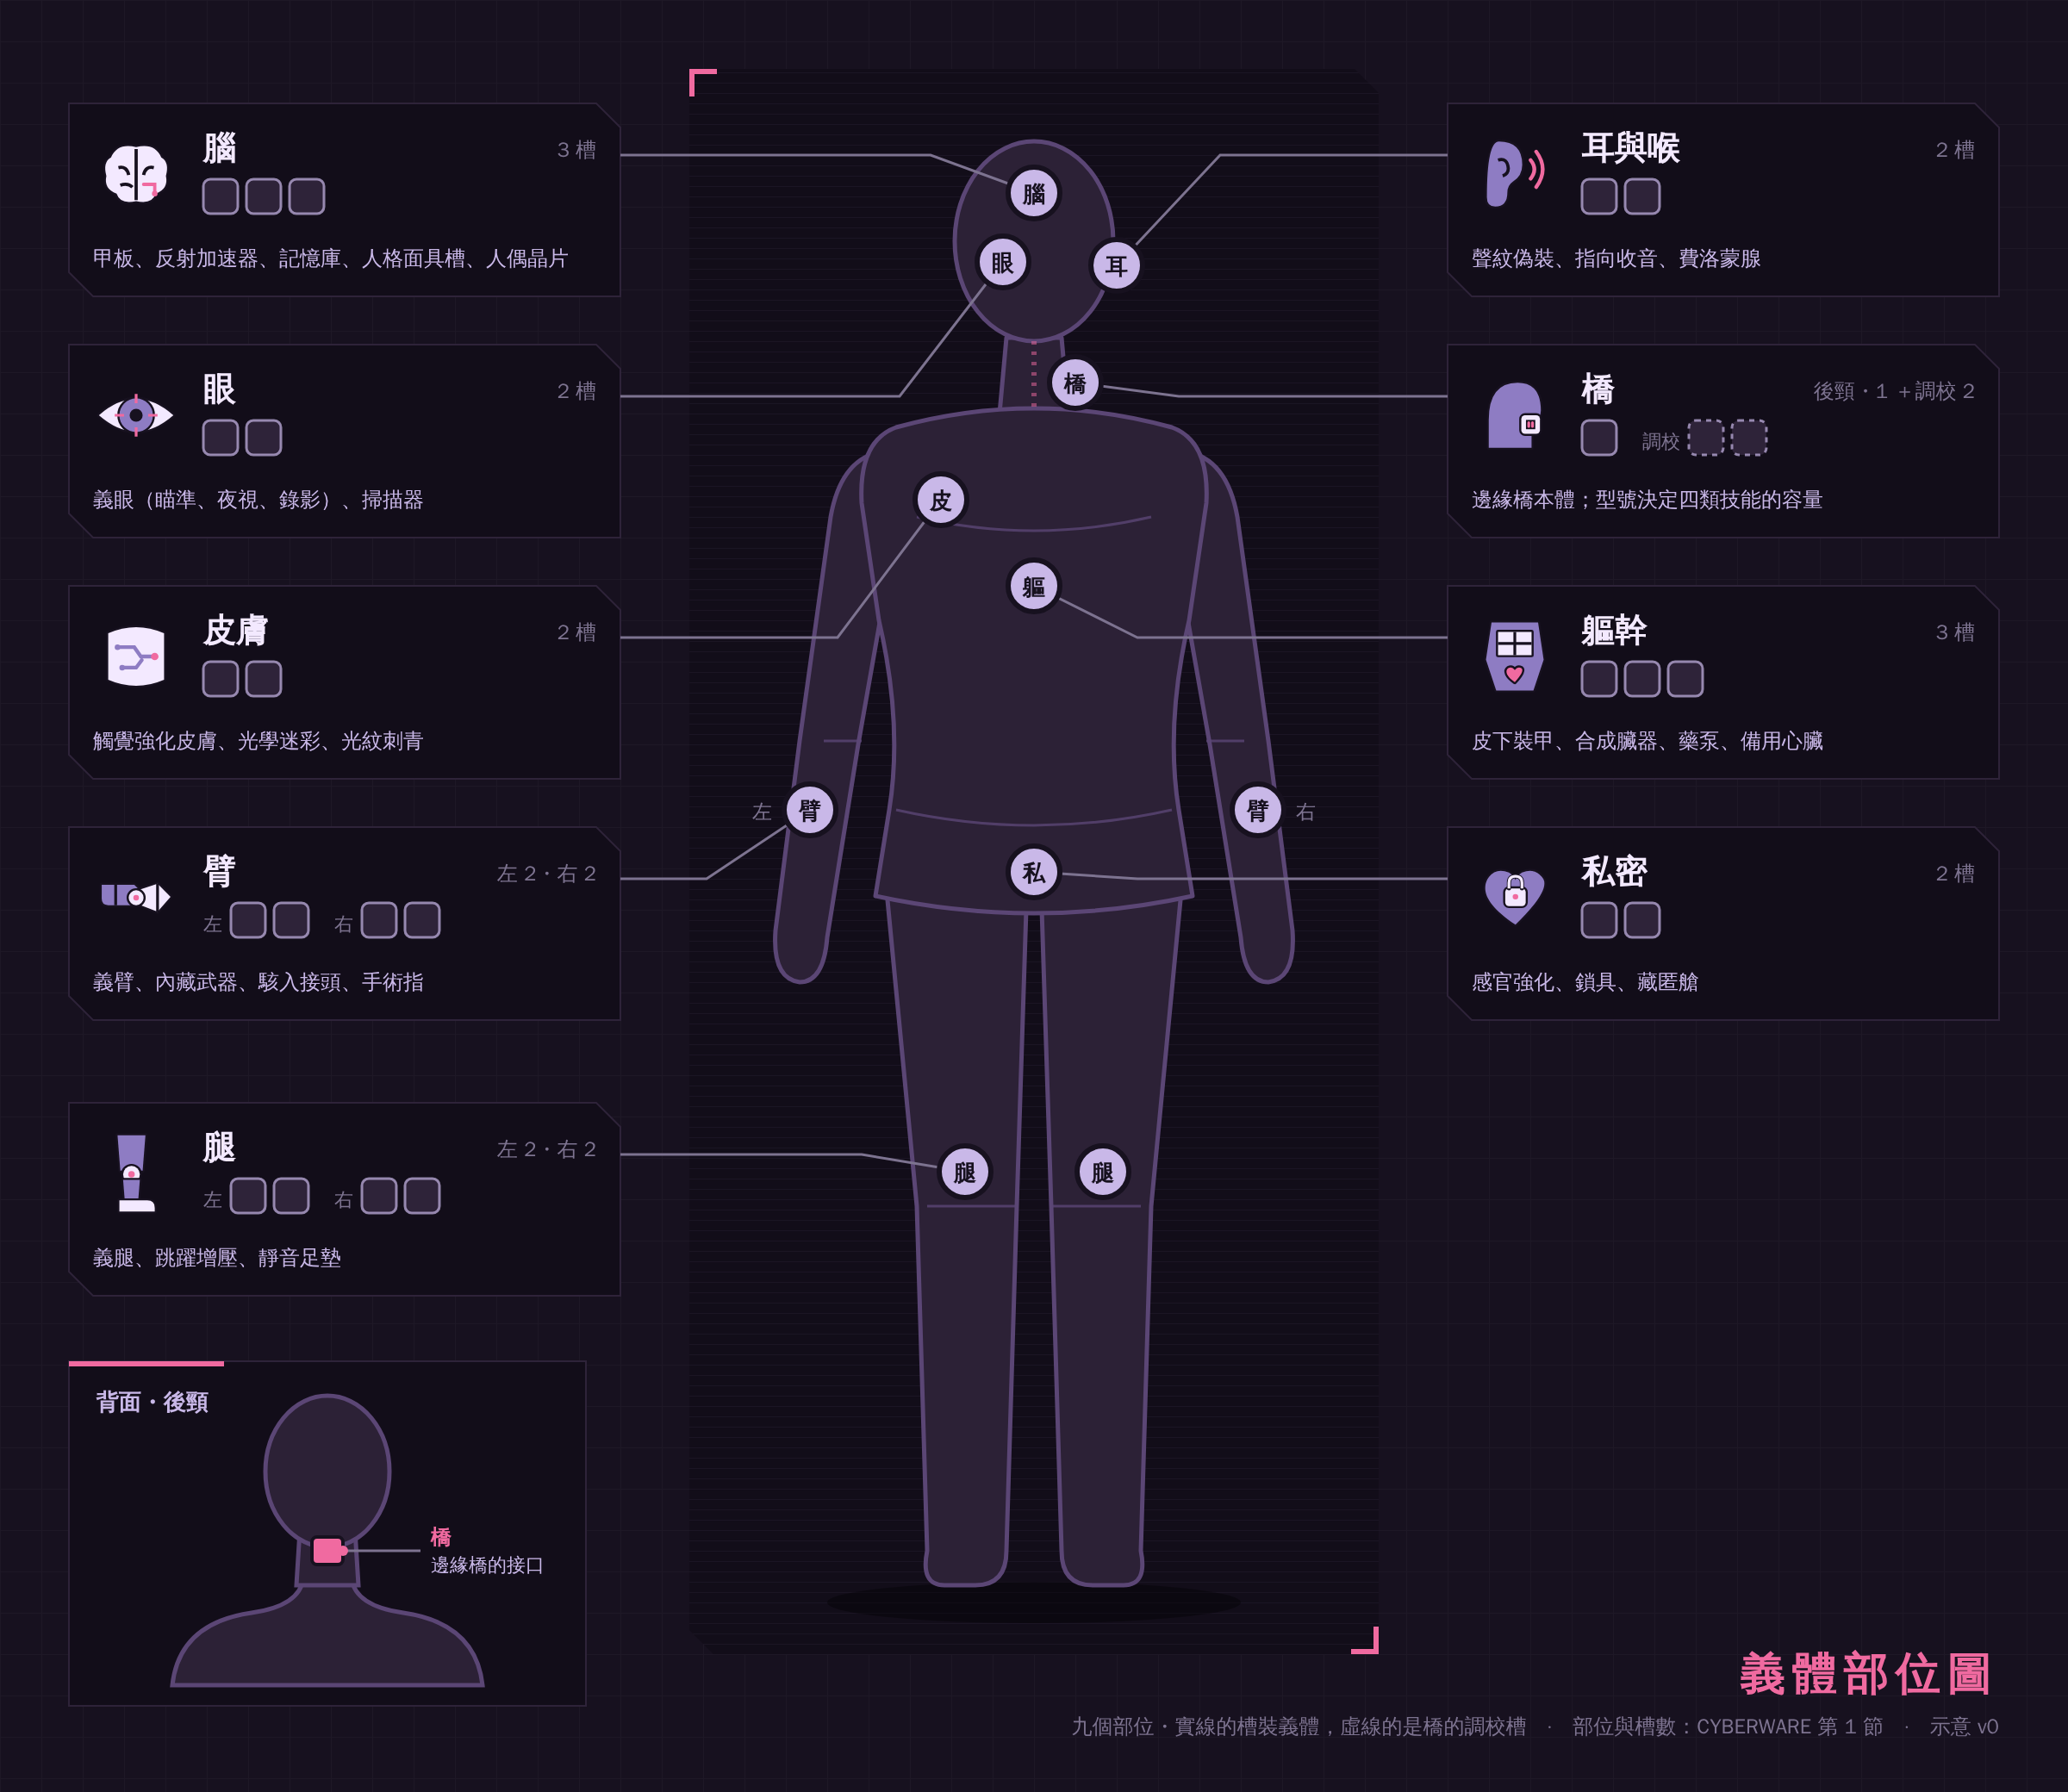 腦
3 槽
甲板、反射加速器、記憶庫、人格面具槽、人偶晶片
眼
2 槽
義眼（瞄準、夜視、錄影）、掃描器
皮膚
2 槽
觸覺強化皮膚、光學迷彩、光紋刺青
臂
左 2 · 右 2
左
右
義臂、內藏武器、駭入接頭、手術指
腿
左 2 · 右 2
左
右
義腿、跳躍增壓、靜音足墊
背面・後頸
橋
邊緣橋的接口
腦
眼
耳
橋
皮
軀
左
臂
臂
右
私
腿
腿
耳與喉
2 槽
聲紋偽裝、指向收音、費洛蒙腺
橋
後頸・1 ＋調校 2
調校
邊緣橋本體；型號決定四類技能的容量
軀幹
3 槽
皮下裝甲、合成臟器、藥泵、備用心臟
私密
2 槽
感官強化、鎖具、藏匿艙
義體部位圖
九個部位・實線的槽裝義體，虛線的是橋的調校槽 · 部位與槽數：CYBERWARE 第 1 節 · 示意 v0